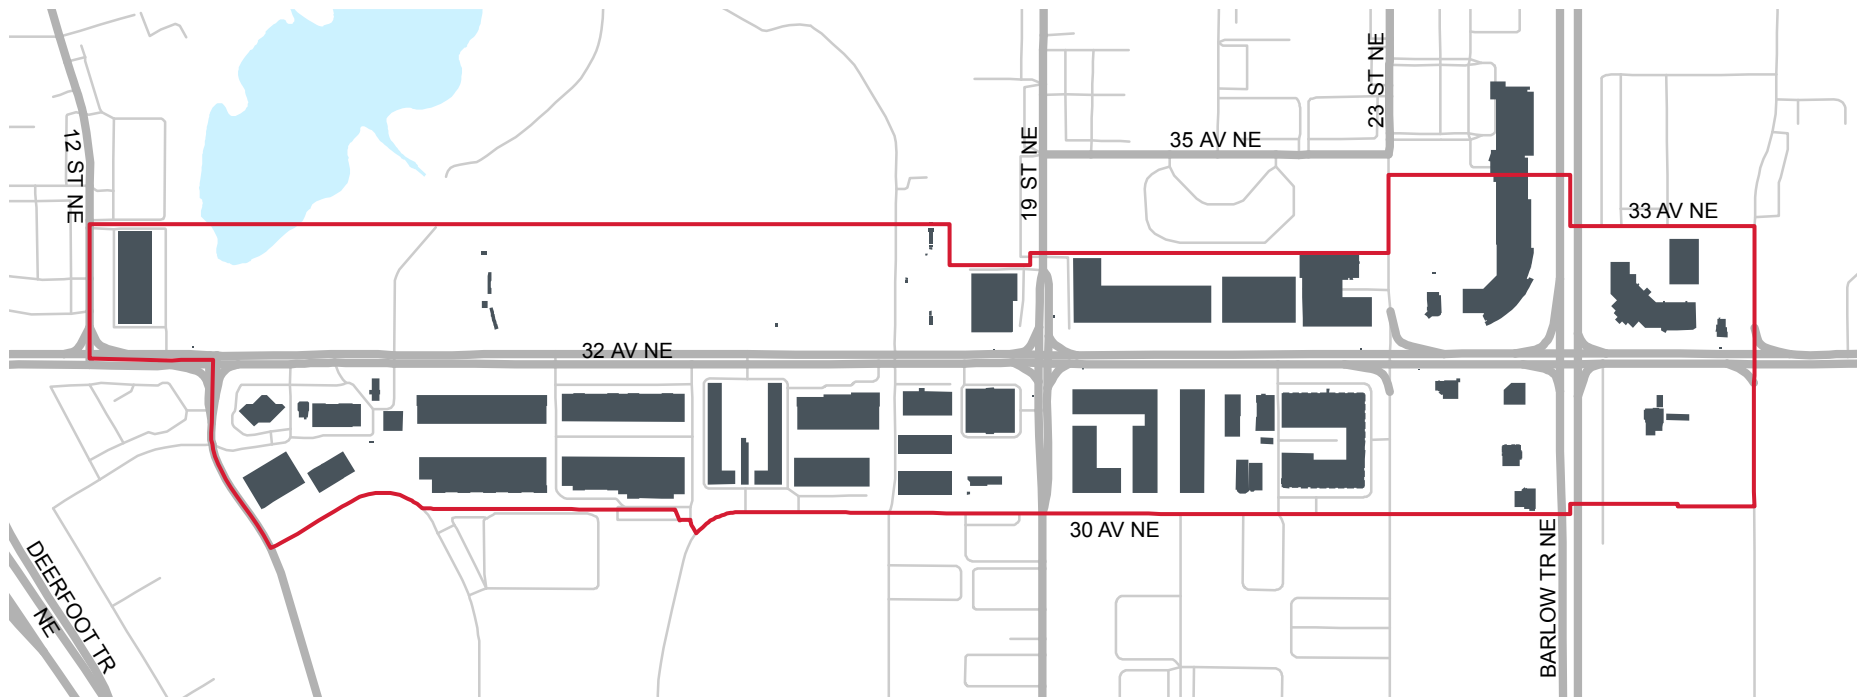 12 ST NE
19 ST NE
23 ST NE
35 AV NE
33 AV NE
32 AV NE
30 AV NE
BARLOW TR NE
DEERFOOT TR
NE